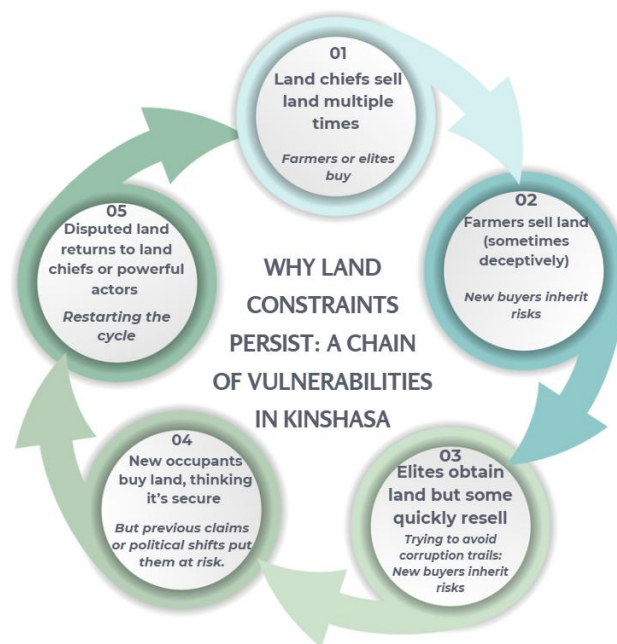 01
Land chiefs sell
land multiple
times
Farmers or elites
buy
02
Farmers sell land
(sometimes
deceptively)
New buyers inherit
risks
03
Elites obtain
land but some
quickly resell
Trying to avoid
corruption trails:
New buyers inherit
risks
04
New occupants
buy land, thinking
it's secure
But previous claims
or political shifts put
them at risk.
05
Disputed land
returns to land
chiefs or powerful
actors
Restarting the
cycle
WHY LAND
CONSTRAINTS
PERSIST: A CHAIN
OF VULNERABILITIES
IN KINSHASA